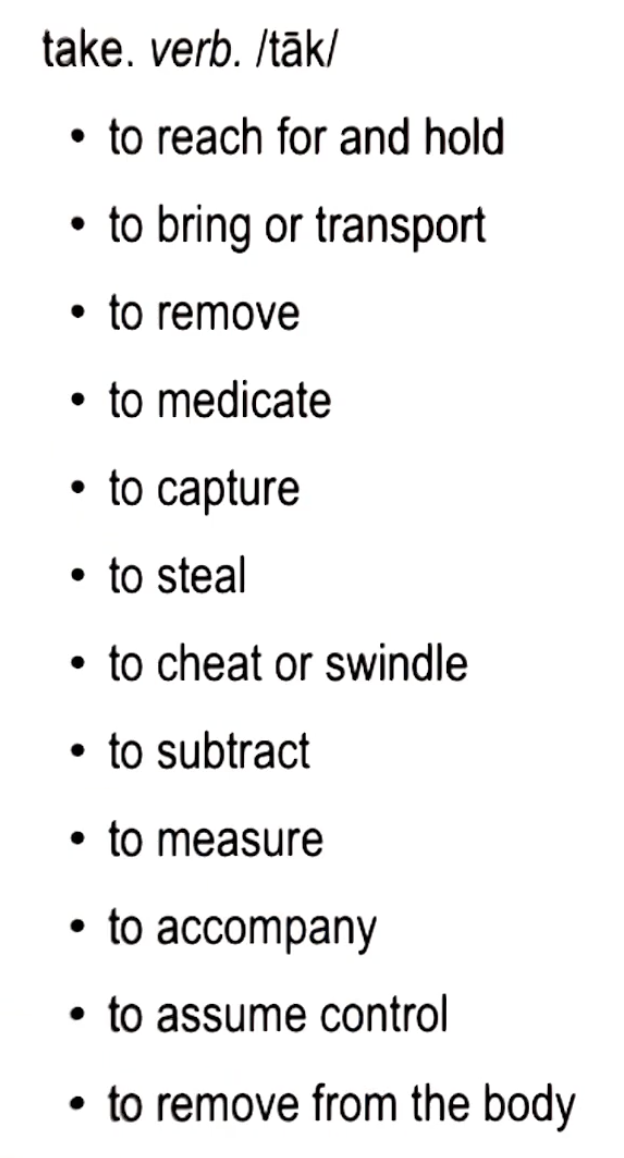 take. verb. /tāk/
• to reach for and hold
• to bring or transport
• to remove
• to medicate
• to capture
• to steal
• to cheat or swindle
• to subtract
• to measure
• to accompany
• to assume control
• to remove from the body